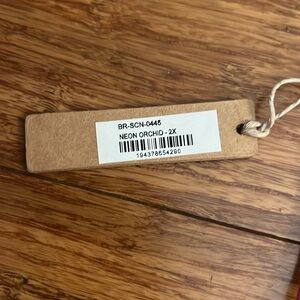 BR-SCN-0445
NEON ORCHID - 2X
194378654290